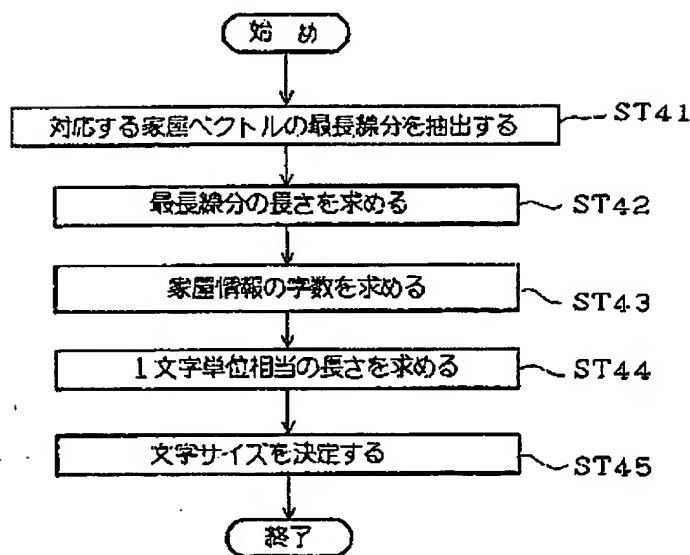 始 め
対応する家屋ベクトルの最長線分を抽出する
ST41
最長線分の長さを求める
ST42
家屋情報の字数を求める
ST43
1文字単位相当の長さを求める
ST44
文字サイズを決定する
ST45
終了